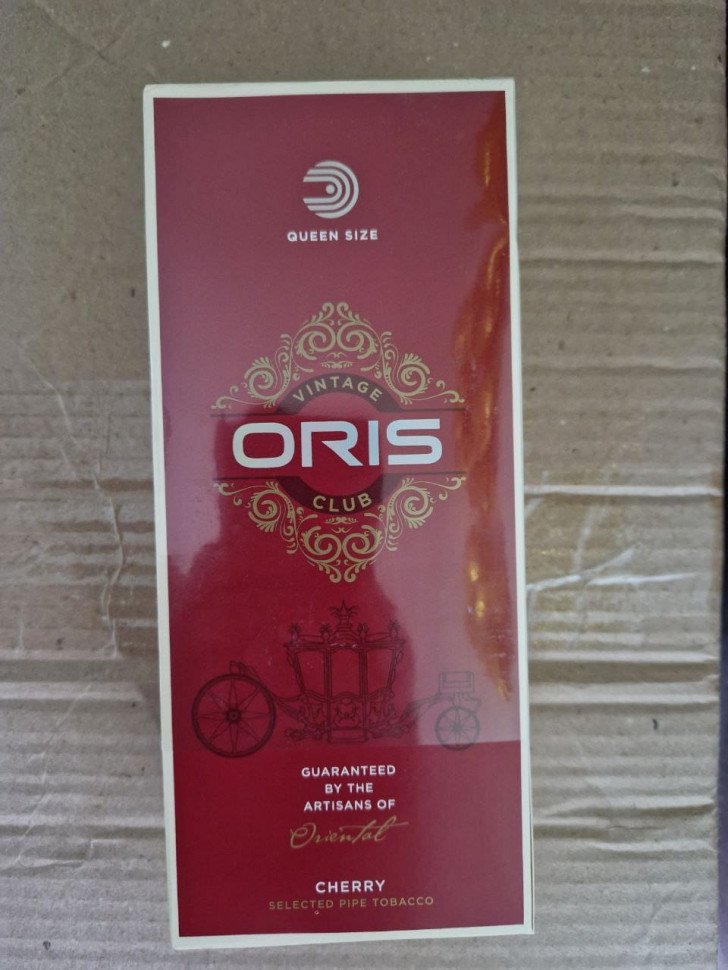 QUEEN SIZE
VINTAGE
ORIS
CLUB
GUARANTEED
BY THE
ARTISANS OF
Oriental
CHERRY
SELECTED PIPE TOBACCO